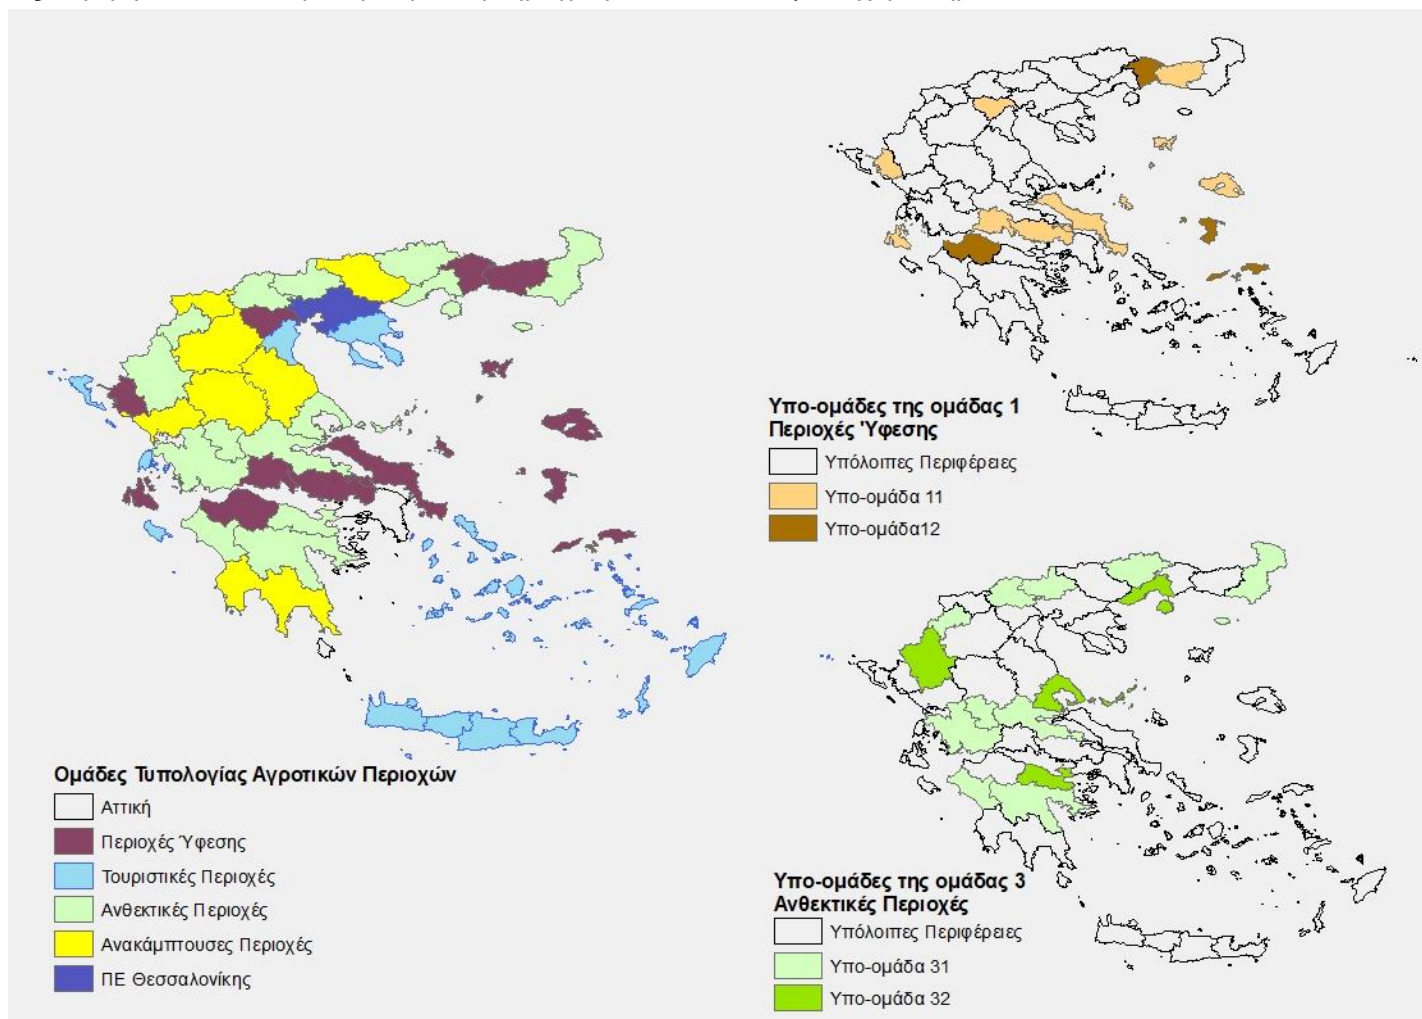 Ομάδες Τυπολογίας Αγροτικών Περιοχών
Αττική
Περιοχές Ύφεσης
Τουριστικές Περιοχές
Ανθεκτικές Περιοχές
Ανακάμπτουσες Περιοχές
ΠΕ Θεσσαλονίκης
Υπο-ομάδες της ομάδας 1
Περιοχές Ύφεσης
Υπόλοιπες Περιφέρειες
Υπο-ομάδα 11
Υπο-ομάδα12
Υπο-ομάδες της ομάδας 3
Ανθεκτικές Περιοχές
Υπόλοιπες Περιφέρειες
Υπο-ομάδα 31
Υπο-ομάδα 32